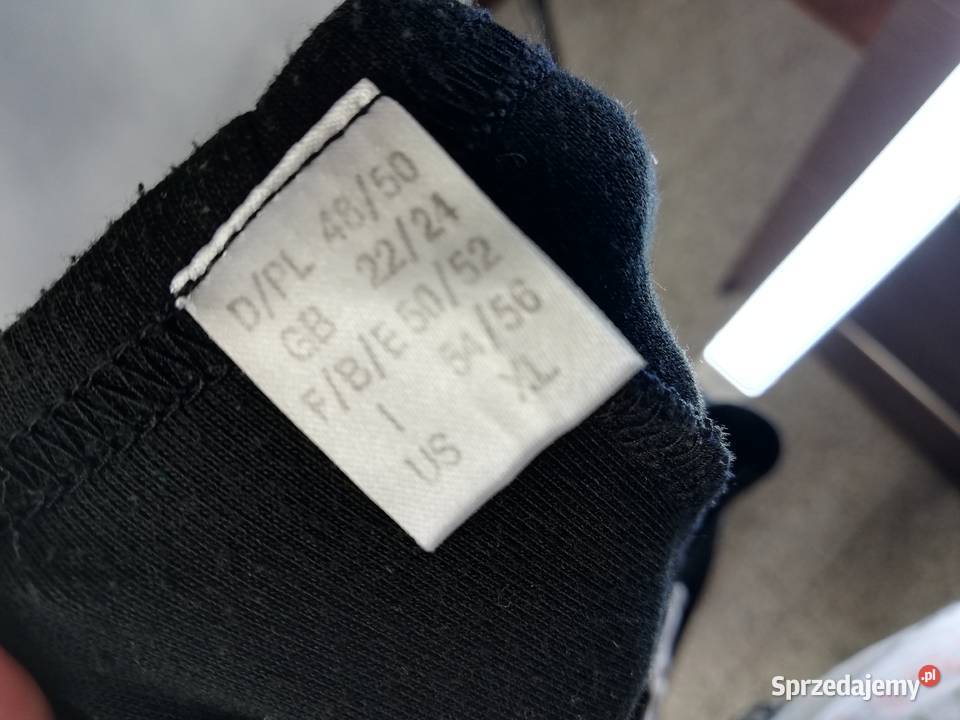 D/PL 48/50
GB 22/24
F/B/E 50/52
I 54/56
US XL
Sprzedajemy.pl